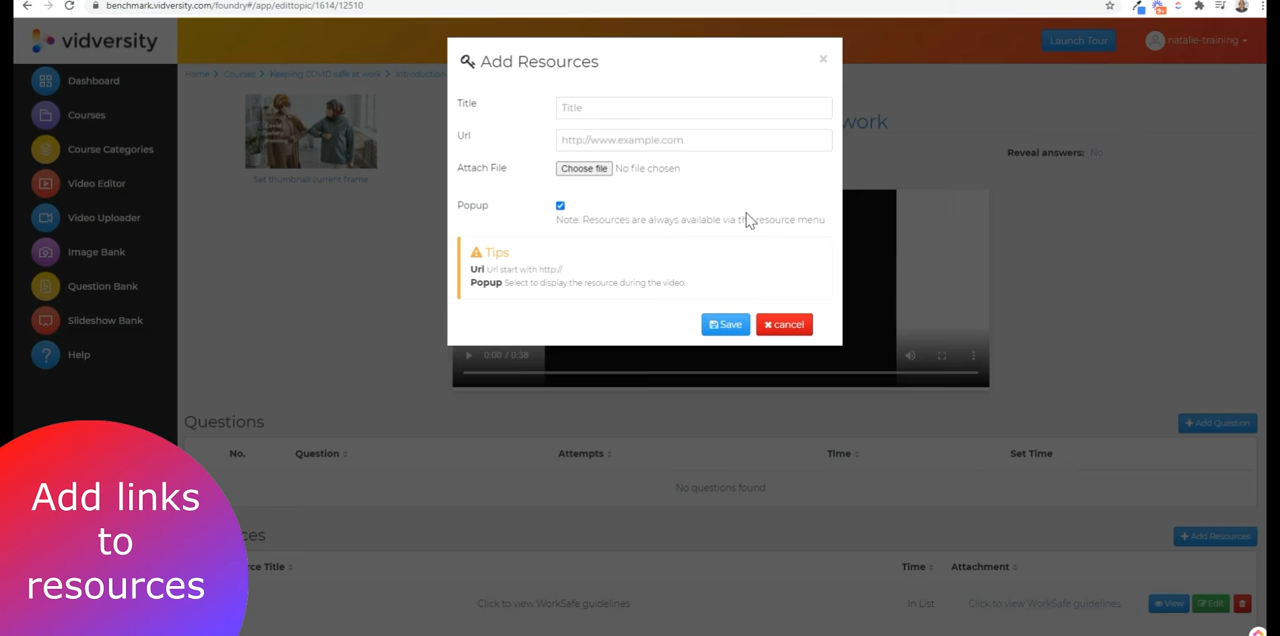 benchmark.vidversity.com/foundry#/app/edittopic/1614/12510
vidversity
Launch Tour
natalie-training
Dashboard
Courses
Course Categories
Video Editor
Video Uploader
Image Bank
Question Bank
Slideshow Bank
Help
Home > Courses > Keeping COVID safe at work > Introduction
Set thumbnail current frame
work
Reveal answers: No
Add Resources
×
Title
Title
Url
http://www.example.com
Attach File
Choose file No file chosen
Popup
Note: Resources are always available via the resource menu
Tips
Url Url start with http://
Popup Select to display the resource during the video.
Save
cancel
0:00 / 0:38
Questions
+ Add Question
No. Question Attempts Time Set Time
No questions found
ces
+ Add Resources
rce Title Time Attachment
Click to view WorkSafe guidelines In List Click to view WorkSafe guidelines View Edit
Add links
to
resources